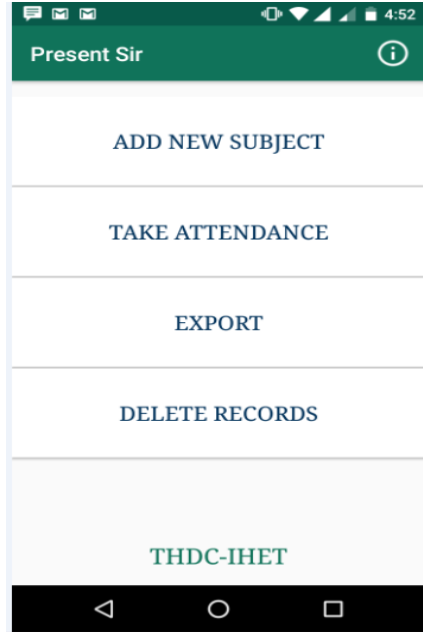 4:52
Present Sir
ADD NEW SUBJECT
TAKE ATTENDANCE
EXPORT
DELETE RECORDS
THDC-IHET